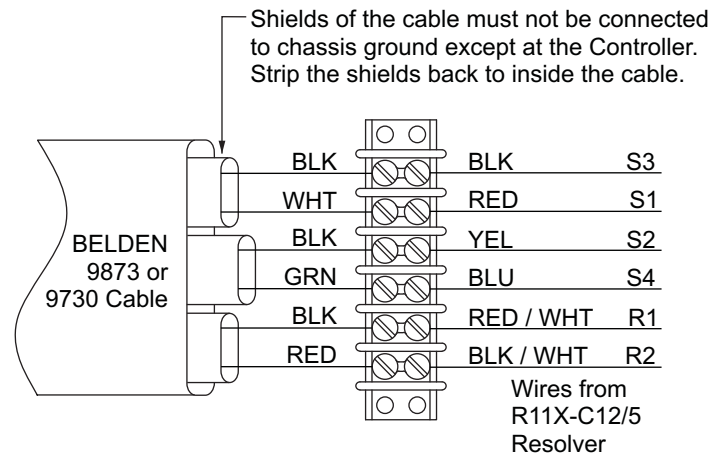 Shields of the cable must not be connected
to chassis ground except at the Controller.
Strip the shields back to inside the cable.
BLK BLK S3
WHT RED S1
BLK YEL S2
GRN BLU S4
BLK RED / WHT R1
RED BLK / WHT R2
BELDEN
9873 or
9730 Cable
Wires from
R11X-C12/5
Resolver